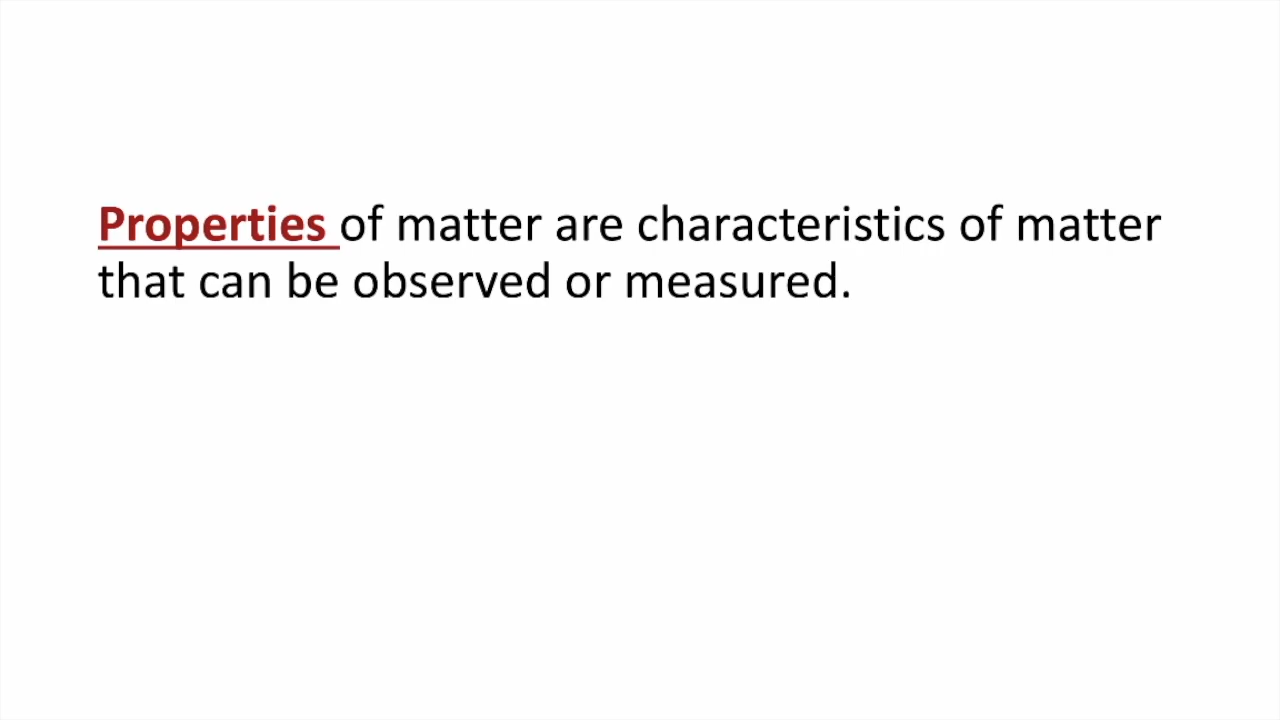 Properties of matter are characteristics of matter
that can be observed or measured.